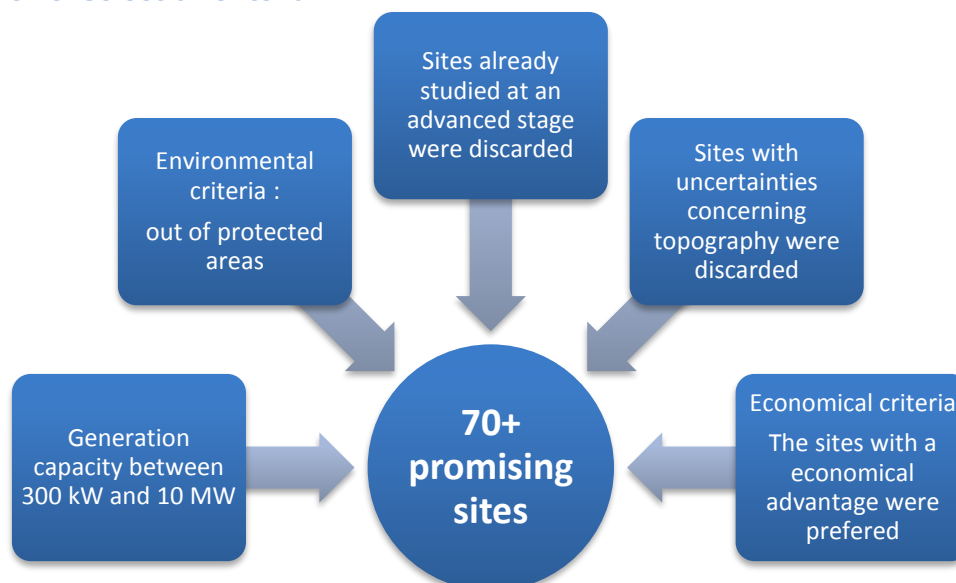 Sites already
studied at an
advanced stage
were discarded
Environmental
criteria :
out of protected
areas
Sites with
uncertainties
concerning
topography were
discarded
Generation
capacity between
300 kW and 10 MW
70+
promising
sites
Economical criteria
The sites with a
economical
advantage were
prefered